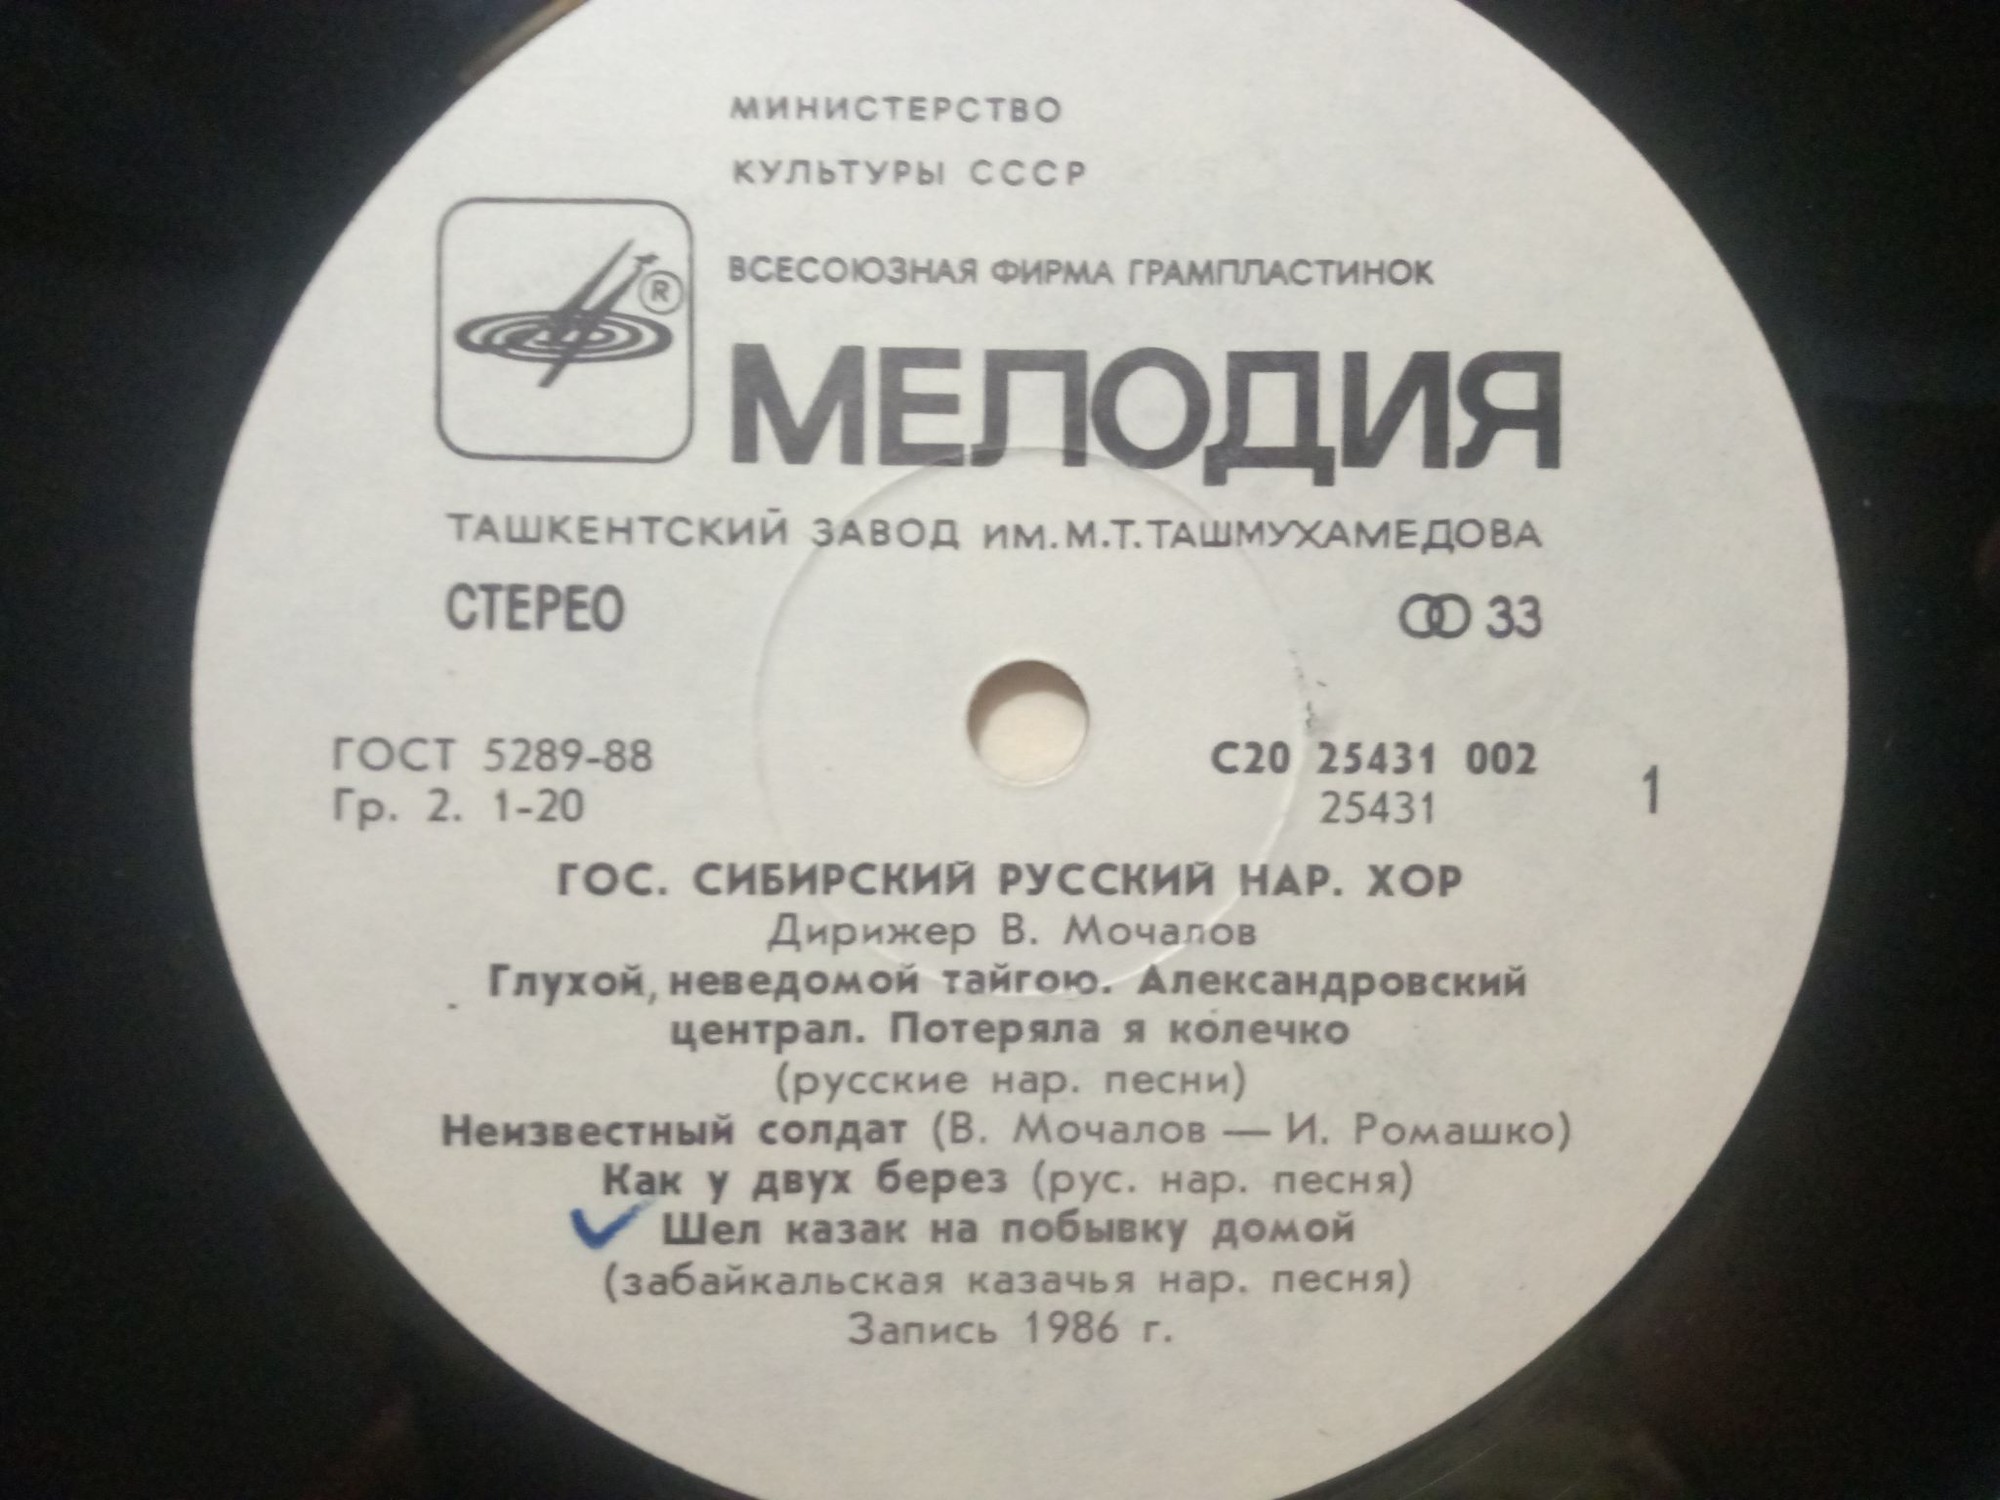 МИНИСТЕРСТВО
КУЛЬТУРЫ СССР
ВСЕСОЮЗНАЯ ФИРМА ГРАМПЛАСТИНОК
®
МЕЛОДИЯ
ТАШКЕНТСКИЙ ЗАВОД ИМ.М.Т.ТАШМУХАМЕДОВА
СТЕРЕО 33
ГОСТ 5289-88 С20 25431 002
Гр. 2. 1-20 25431 1
ГОС. СИБИРСКИЙ РУССКИЙ НАР. ХОР
Дирижер В. Мочалов
Глухой, неведомой тайгою. Александровский
централ. Потеряла я колечко
(русские нар. песни)
Неизвестный солдат (В. Мочалов — И. Ромашко)
Как у двух берез (рус. нар. песня)
Шел казак на побывку домой
(забайкальская казачья нар. песня)
Запись 1986 г.